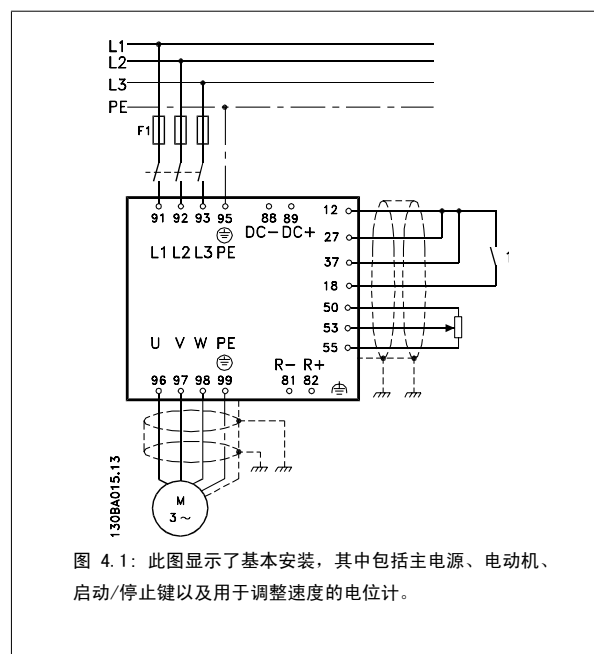 L1
L2
L3
PE
F1
91 92 93 95 88 89 12
DC- DC+
27
L1 L2 L3 PE
37
1
18
50
53
U V W PE
55
R- R+
96 97 98 99 81 82
M
3~
130BA015.13
图 4.1: 此图显示了基本安装，其中包括主电源、电动机、
启动/停止键以及用于调整速度的电位计。